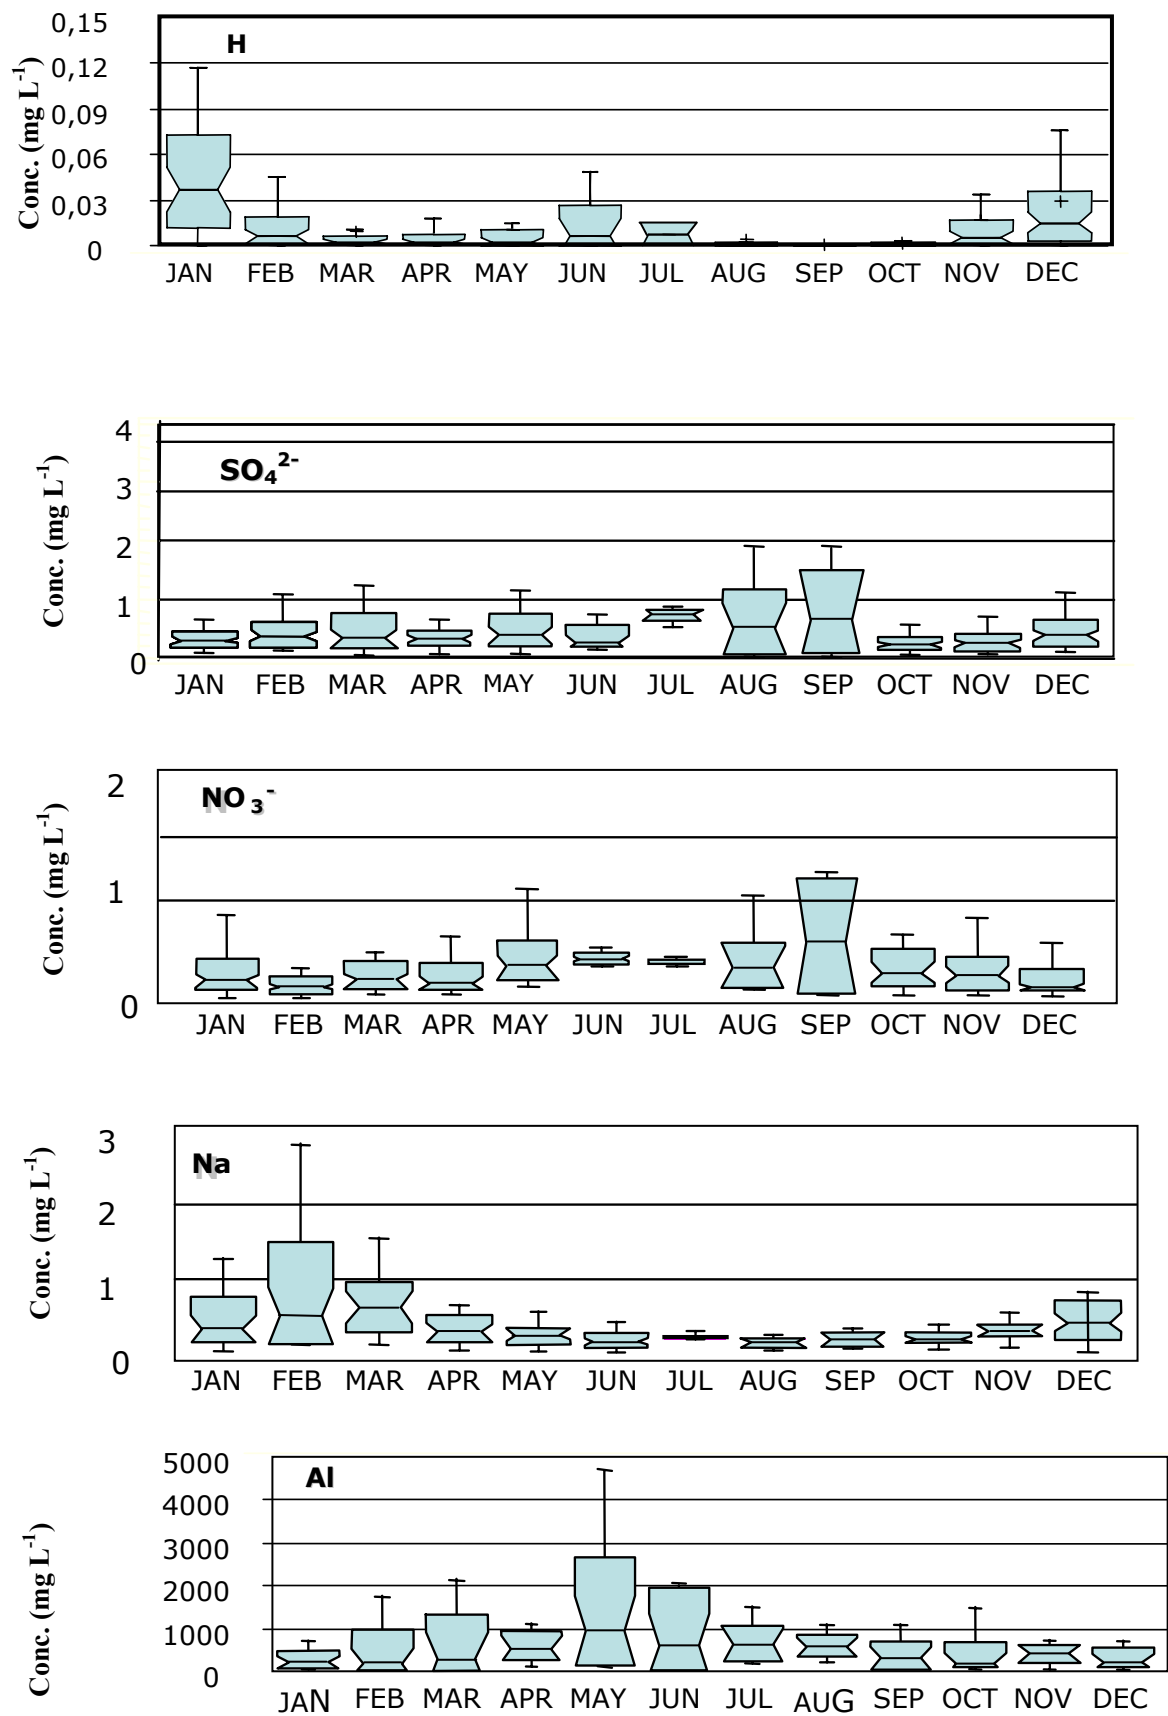 0,15
H
0,12
0,09
0,06
0,03
0
Conc. (mg L⁻¹)
JAN FEB MAR APR MAY JUN JUL AUG SEP OCT NOV DEC
4
SO₄²⁻
3
2
1
0
Conc. (mg L⁻¹)
JAN FEB MAR APR MAY JUN JUL AUG SEP OCT NOV DEC
2
NO₃⁻
1
0
Conc. (mg L⁻¹)
JAN FEB MAR APR MAY JUN JUL AUG SEP OCT NOV DEC
3
Na
2
1
0
Conc. (mg L⁻¹)
JAN FEB MAR APR MAY JUN JUL AUG SEP OCT NOV DEC
5000
Al
4000
3000
2000
1000
0
Conc. (mg L⁻¹)
JAN FEB MAR APR MAY JUN JUL AUG SEP OCT NOV DEC